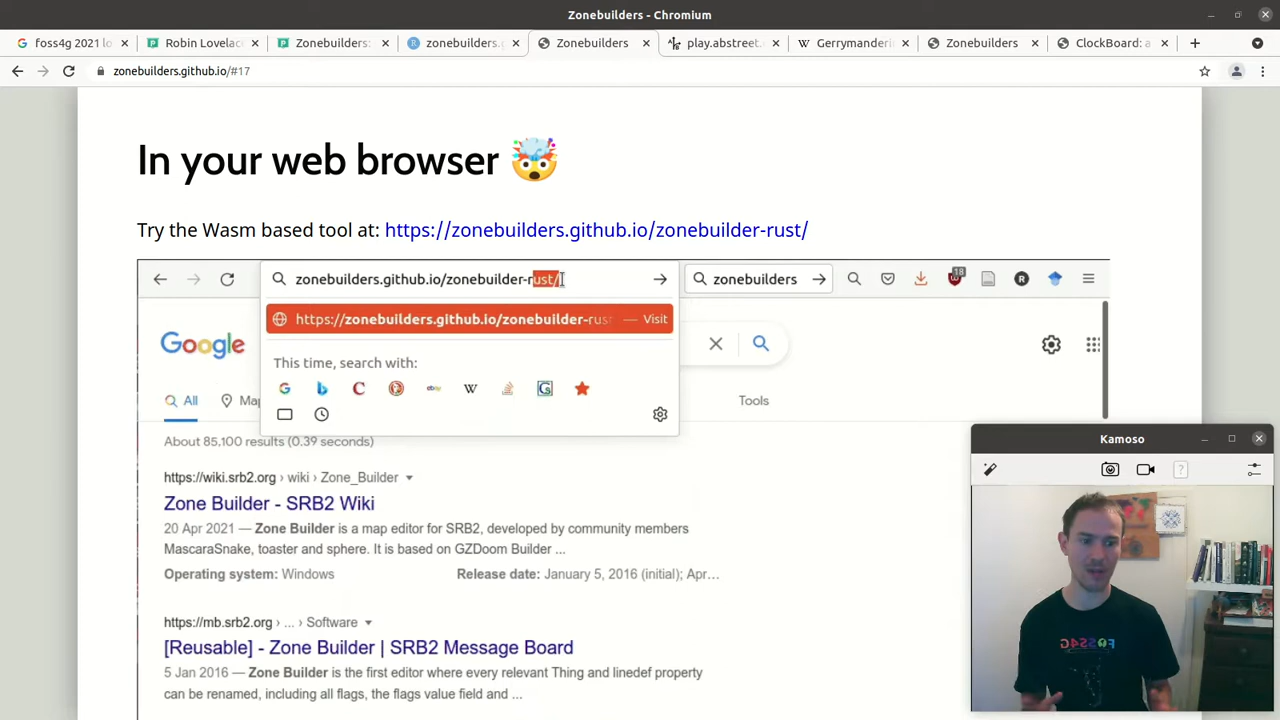 Zonebuilders - Chromium
foss4g 2021 l
Robin Lovelac
Zonebuilders:
zonebuilders.g
Zonebuilders
play.abstreet.c
Gerrymanderi
Zonebuilders
ClockBoard: a
zonebuilders.github.io/#17
In your web browser 🤯
Try the Wasm based tool at: https://zonebuilders.github.io/zonebuilder-rust/
zonebuilders.github.io/zonebuilder-rust/
zonebuilders
18
https://zonebuilders.github.io/zonebuilder-rus — Visit
Google
This time, search with:
All
Map
Tools
About 85,100 results (0.39 seconds)
Kamoso
https://wiki.srb2.org › wiki › Zone_Builder
Zone Builder - SRB2 Wiki
20 Apr 2021 — Zone Builder is a map editor for SRB2, developed by community members
MascaraSnake, toaster and sphere. It is based on GZDoom Builder ...
Operating system: Windows
Release date: January 5, 2016 (initial); Apr…
https://mb.srb2.org › ... › Software
[Reusable] - Zone Builder | SRB2 Message Board
5 Jan 2016 — Zone Builder is the first editor where every relevant Thing and linedef property
can be renamed, including all flags, the flags value field and ...
FOSS4G